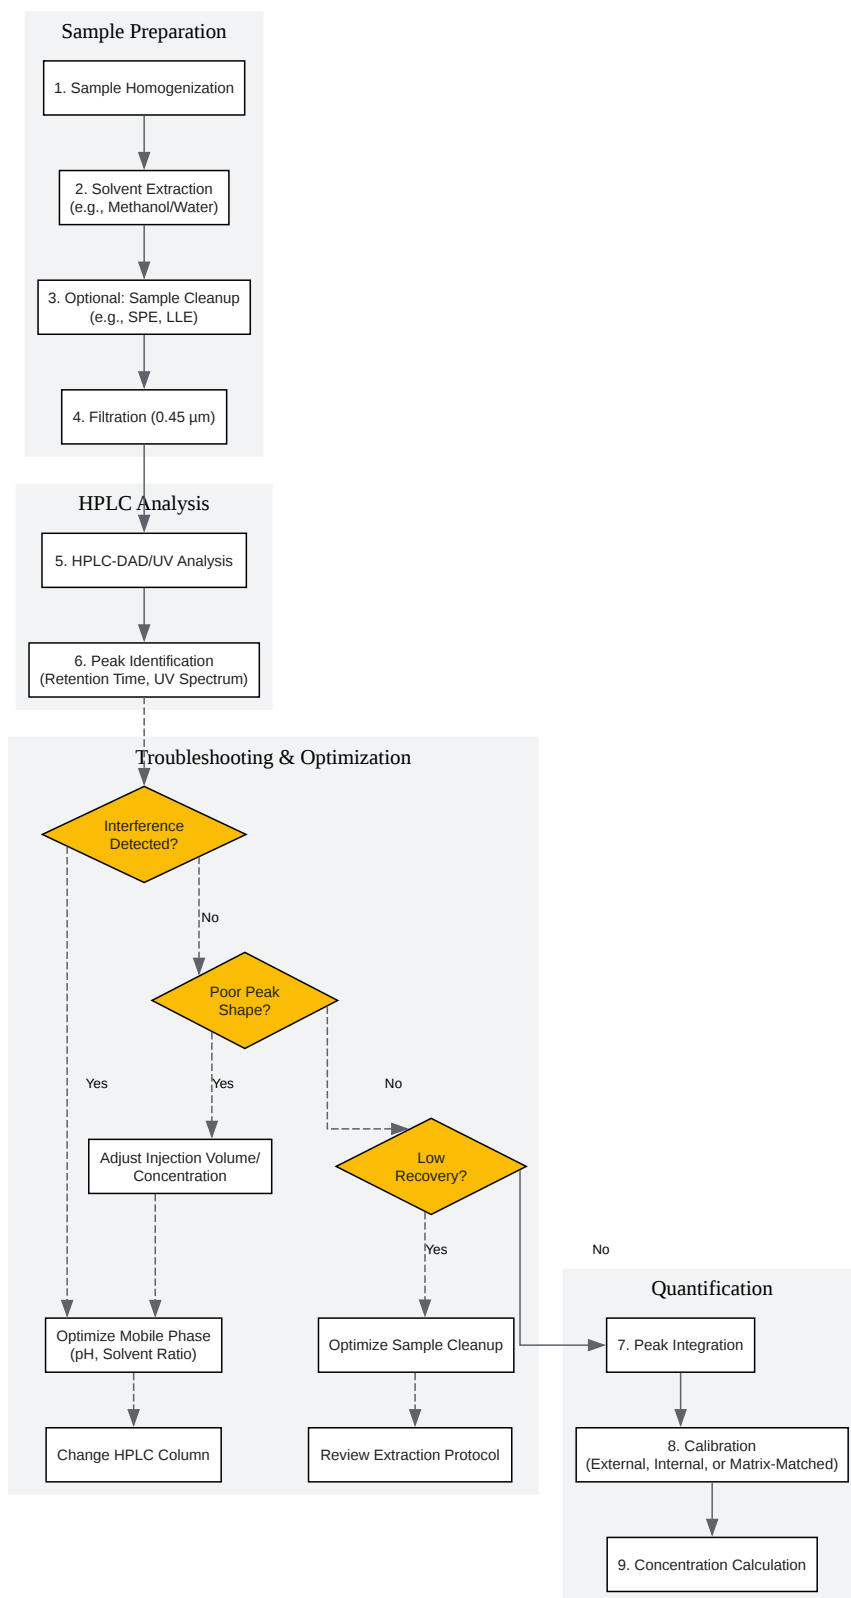 Sample Preparation
1. Sample Homogenization
2. Solvent Extraction
(e.g., Methanol/Water)
3. Optional: Sample Cleanup
(e.g., SPE, LLE)
4. Filtration (0.45 µm)
HPLC Analysis
5. HPLC-DAD/UV Analysis
6. Peak Identification
(Retention Time, UV Spectrum)
Troubleshooting & Optimization
Interference
Detected?
No
Poor Peak
Shape?
Yes
Yes
No
Adjust Injection Volume/
Concentration
Low
Recovery?
Yes
No
Optimize Mobile Phase
(pH, Solvent Ratio)
Optimize Sample Cleanup
Change HPLC Column
Review Extraction Protocol
Quantification
7. Peak Integration
8. Calibration
(External, Internal, or Matrix-Matched)
9. Concentration Calculation